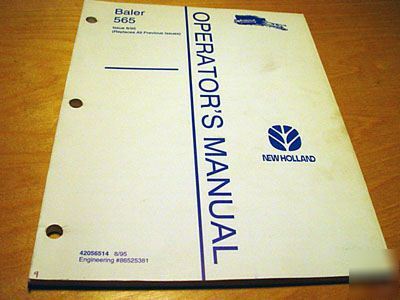 Baler
565
Issue 8/95
(Replaces All Previous Issues)
OPERATOR'S MANUAL
NEW HOLLAND
42056514 8/95
Engineering #86525381